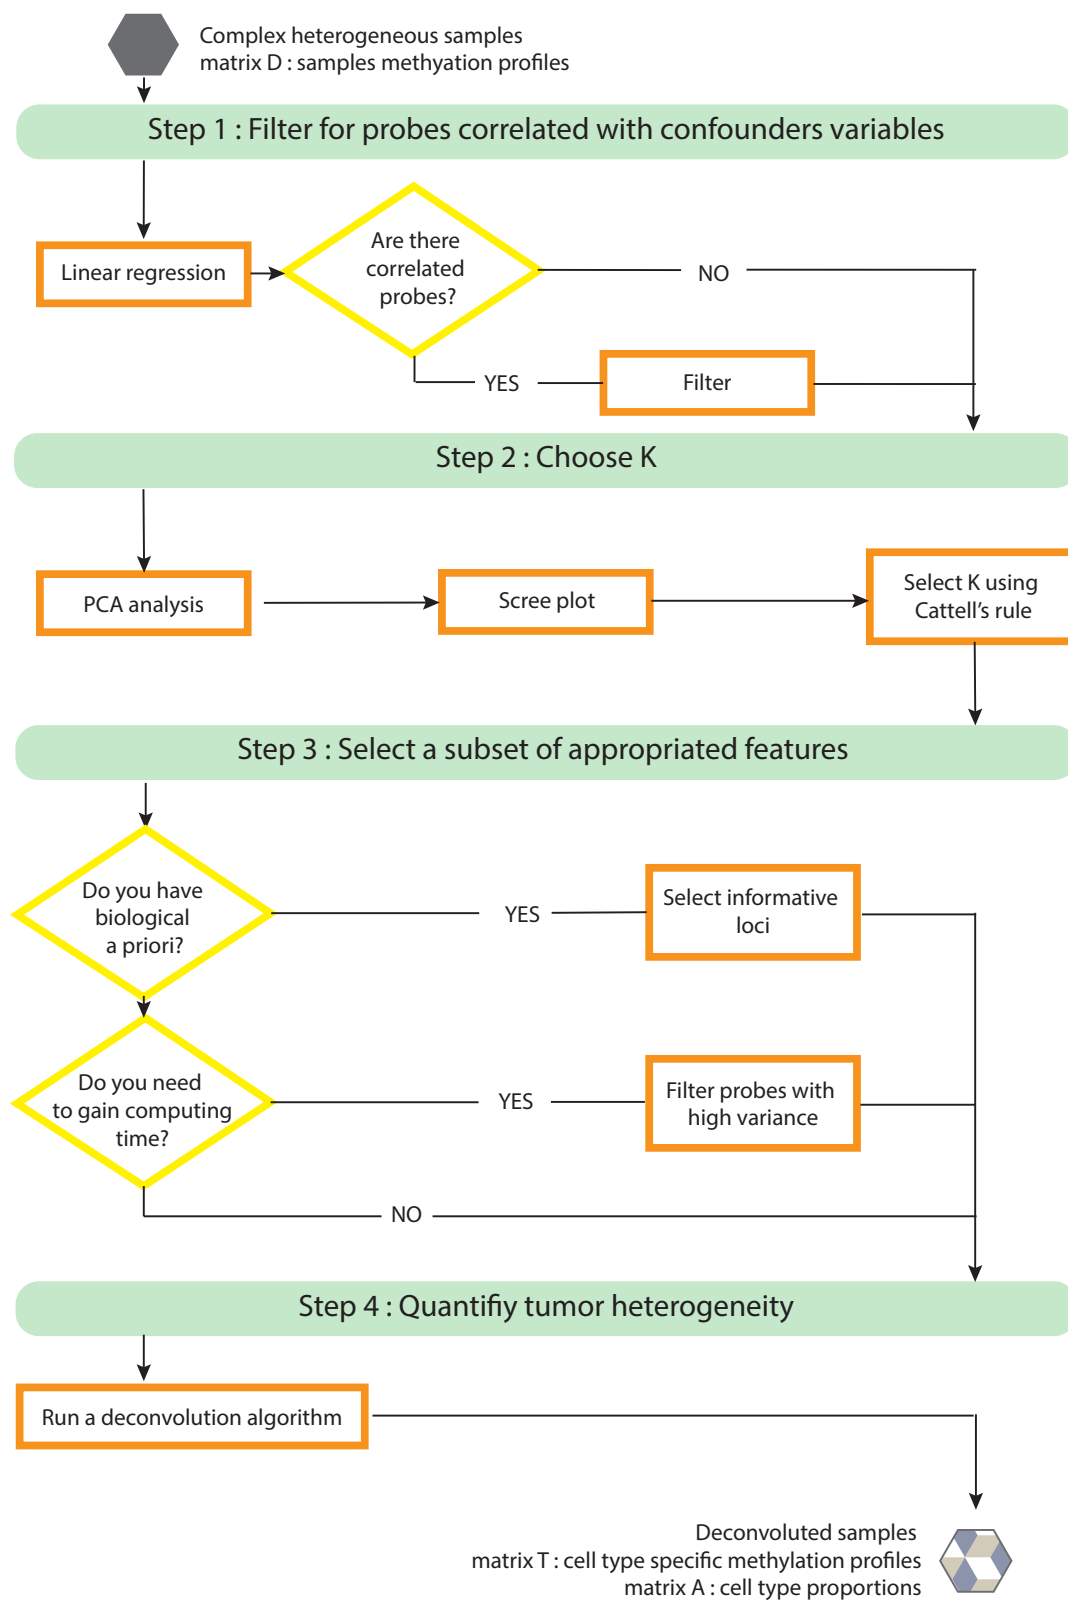 Complex heterogeneous samples
matrix D : samples methyation profiles
Step 1 : Filter for probes correlated with confounders variables
Linear regression
Are there
correlated
probes?
NO
YES
Filter
Step 2 : Choose K
PCA analysis
Scree plot
Select K using
Cattell’s rule
Step 3 : Select a subset of appropriated features
Do you have
biological
a priori?
YES
Select informative
loci
Do you need
to gain computing
time?
YES
Filter probes with
high variance
NO
Step 4 : Quantifiy tumor heterogeneity
Run a deconvolution algorithm
Deconvoluted samples
matrix T : cell type specific methylation profiles
matrix A : cell type proportions